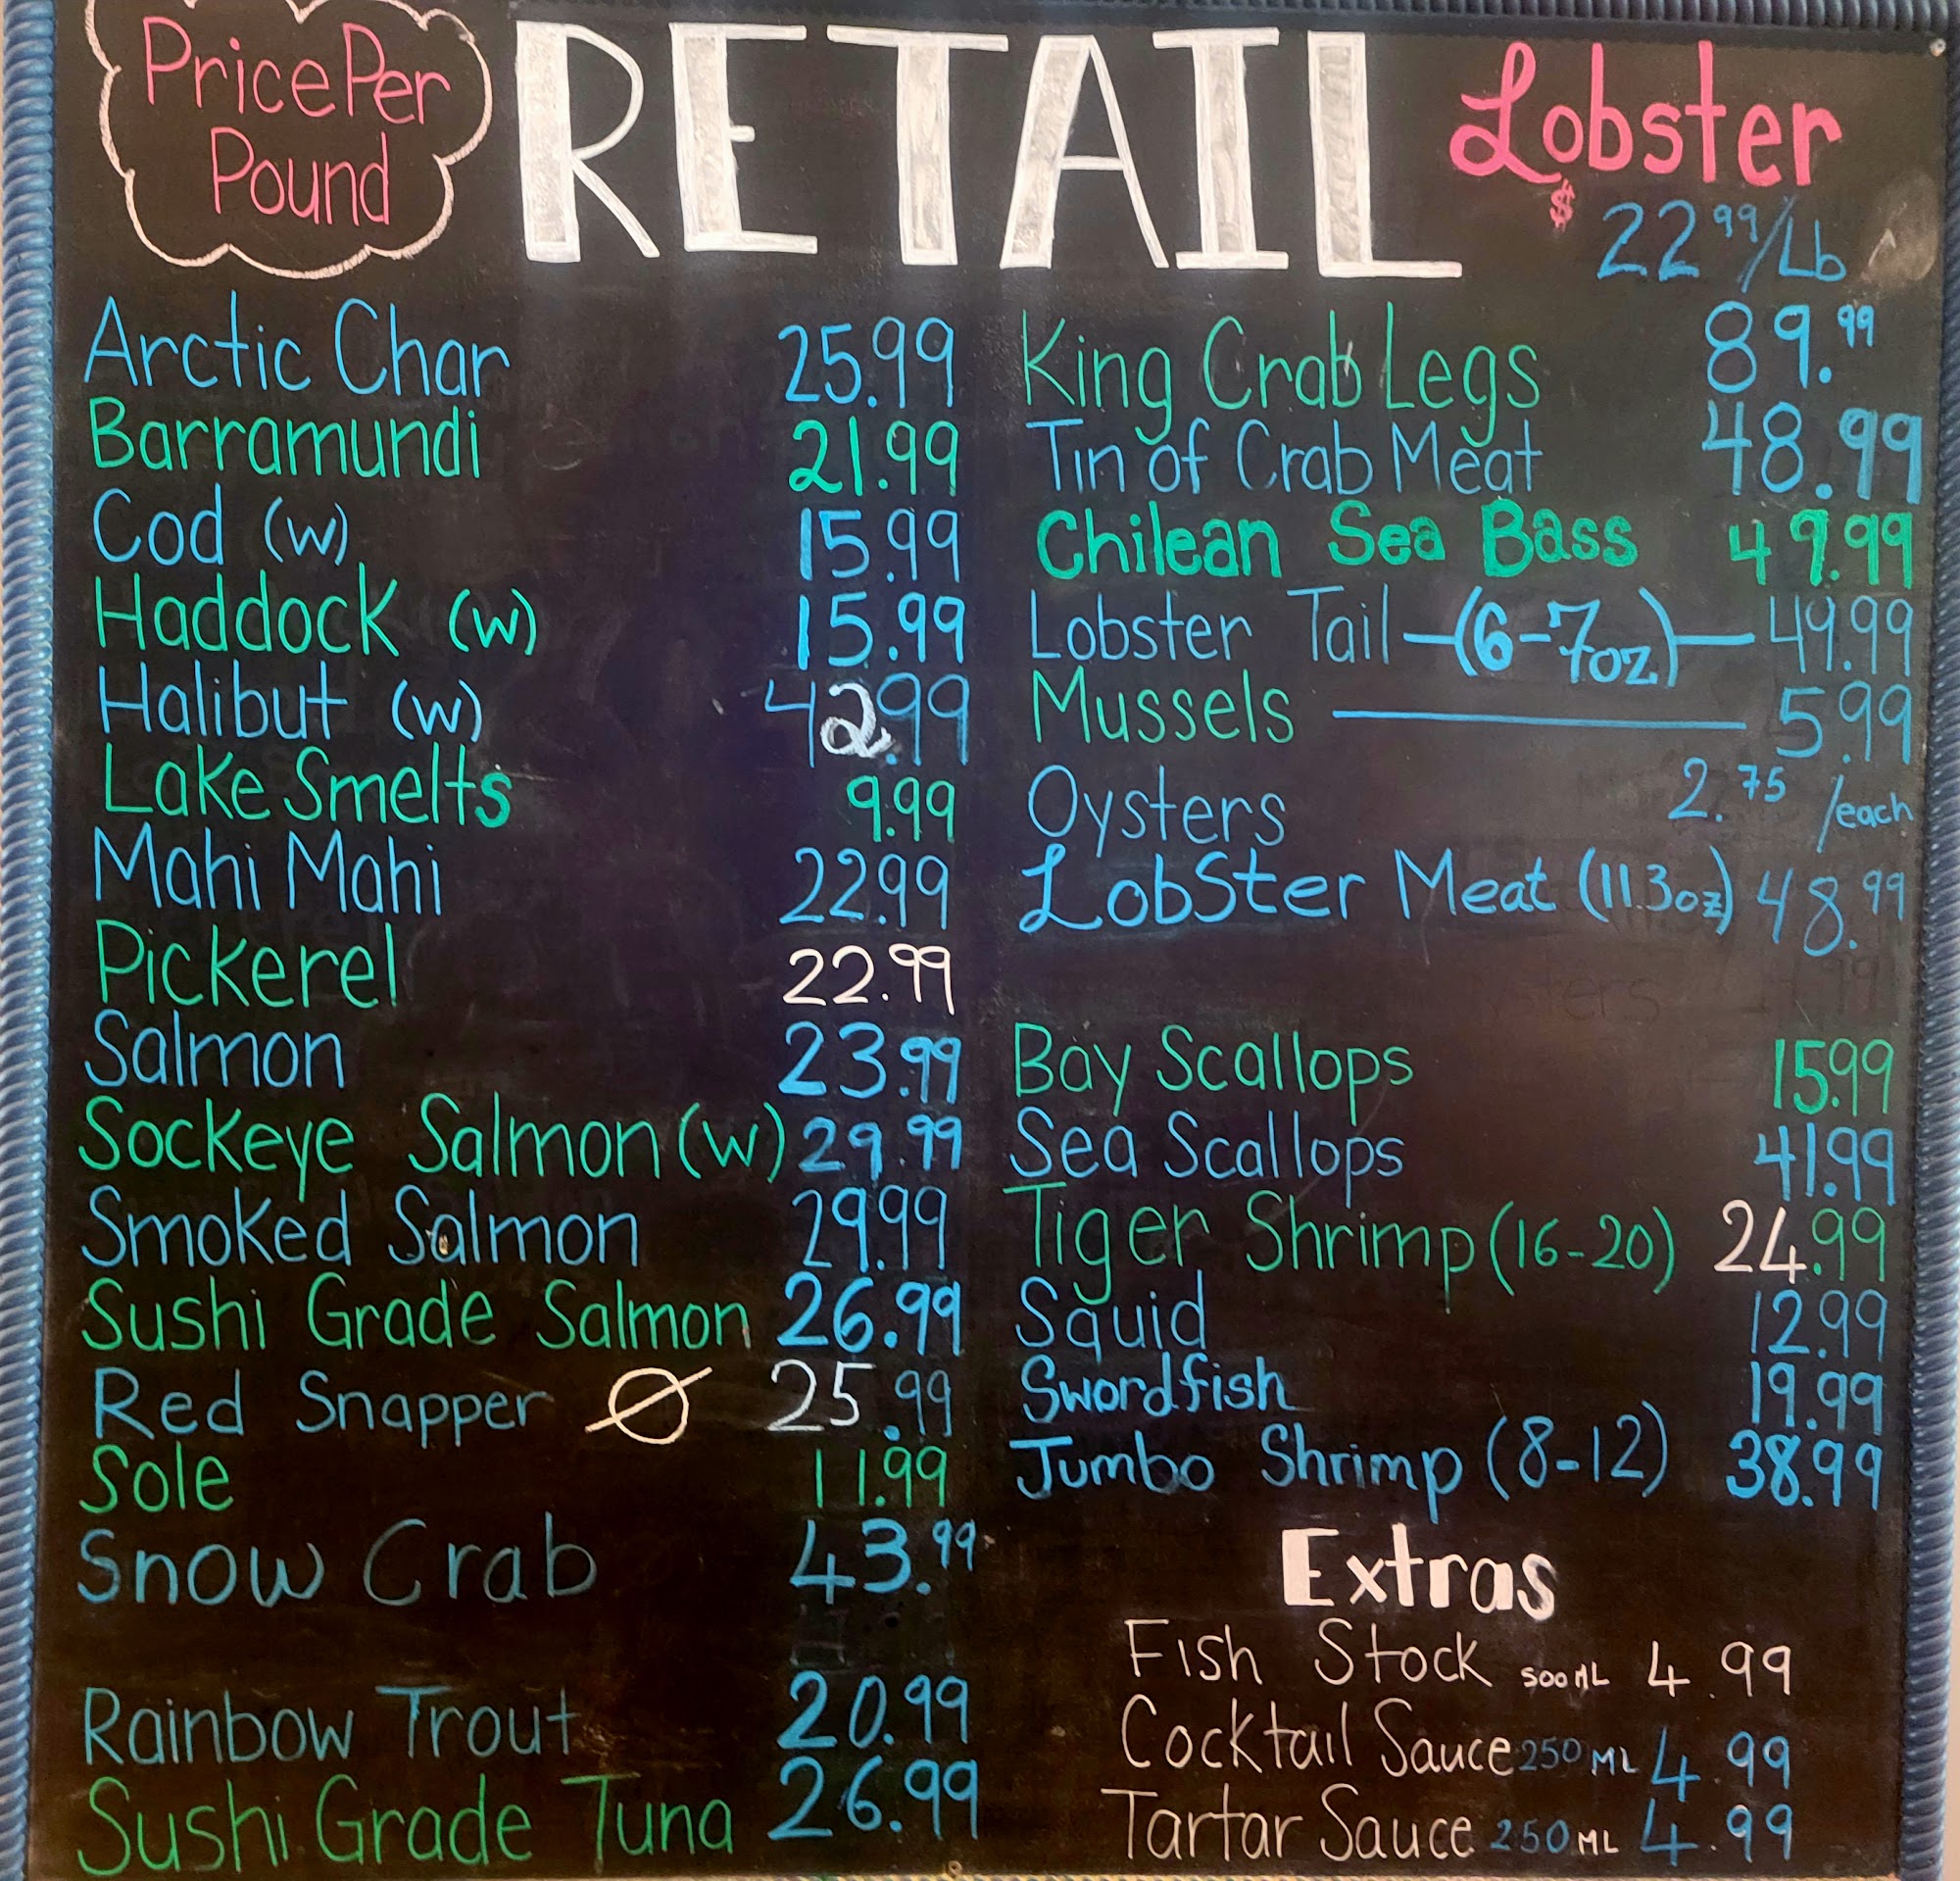 Price Per
Pound
RETAIL
Lobster
$ 22 99/Lb
Arctic Char 25.99
Barramundi 21.99
Cod (w) 15.99
Haddock (w) 15.99
Halibut (w) 42.99
Lake Smelts 9.99
Mahi Mahi 22.99
Pickerel 22.99
Salmon 23.99
Sockeye Salmon (w) 29.99
Smoked Salmon 29.99
Sushi Grade Salmon 26.99
Red Snapper Ø 25.99
Sole 11.99
Snow Crab 43.99
Rainbow Trout 20.99
Sushi Grade Tuna 26.99
King Crab Legs 89.99
Tin of Crab Meat 48.99
Chilean Sea Bass 49.99
Lobster Tail —(6-7oz.)— 49.99
Mussels — 5.99
Oysters 2.75 /each
Lobster Meat (11.3oz) 48.99
Bay Scallops 15.99
Sea Scallops 41.99
Tiger Shrimp (16-20) 24.99
Squid 12.99
Swordfish 19.99
Jumbo Shrimp (8-12) 38.99
Extras
Fish Stock 500ML 4.99
Cocktail Sauce 250 ML 4.99
Tartar Sauce 250ML 4.99